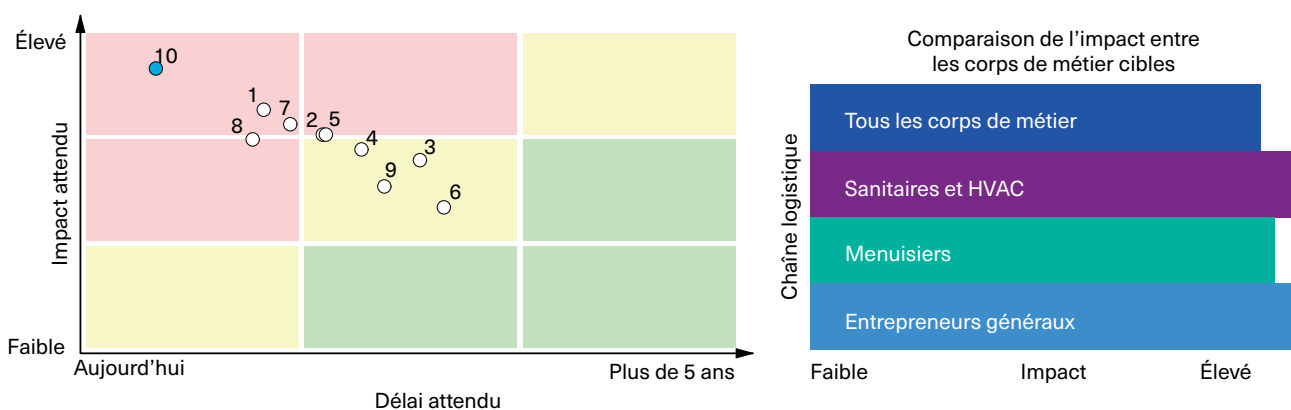 Élevé
Impact attendu
Faible
10
1
7
8
2
5
4
3
9
6
Aujourd'hui
Plus de 5 ans
Délai attendu
Comparaison de l'impact entre
les corps de métier cibles
Chaîne logistique
Tous les corps de métier
Sanitaires et HVAC
Menuisiers
Entrepreneurs généraux
Faible
Impact
Élevé